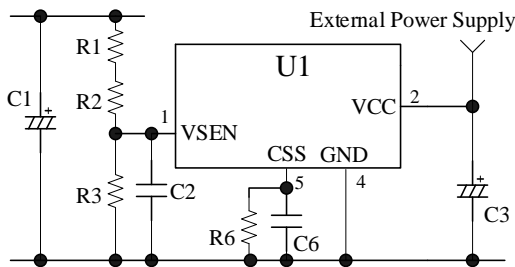 External Power Supply
R1
U1
R2
C1
+
VCC
2
1
VSEN
CSS
GND
+
5
4
R3
C2
C3
R6
C6